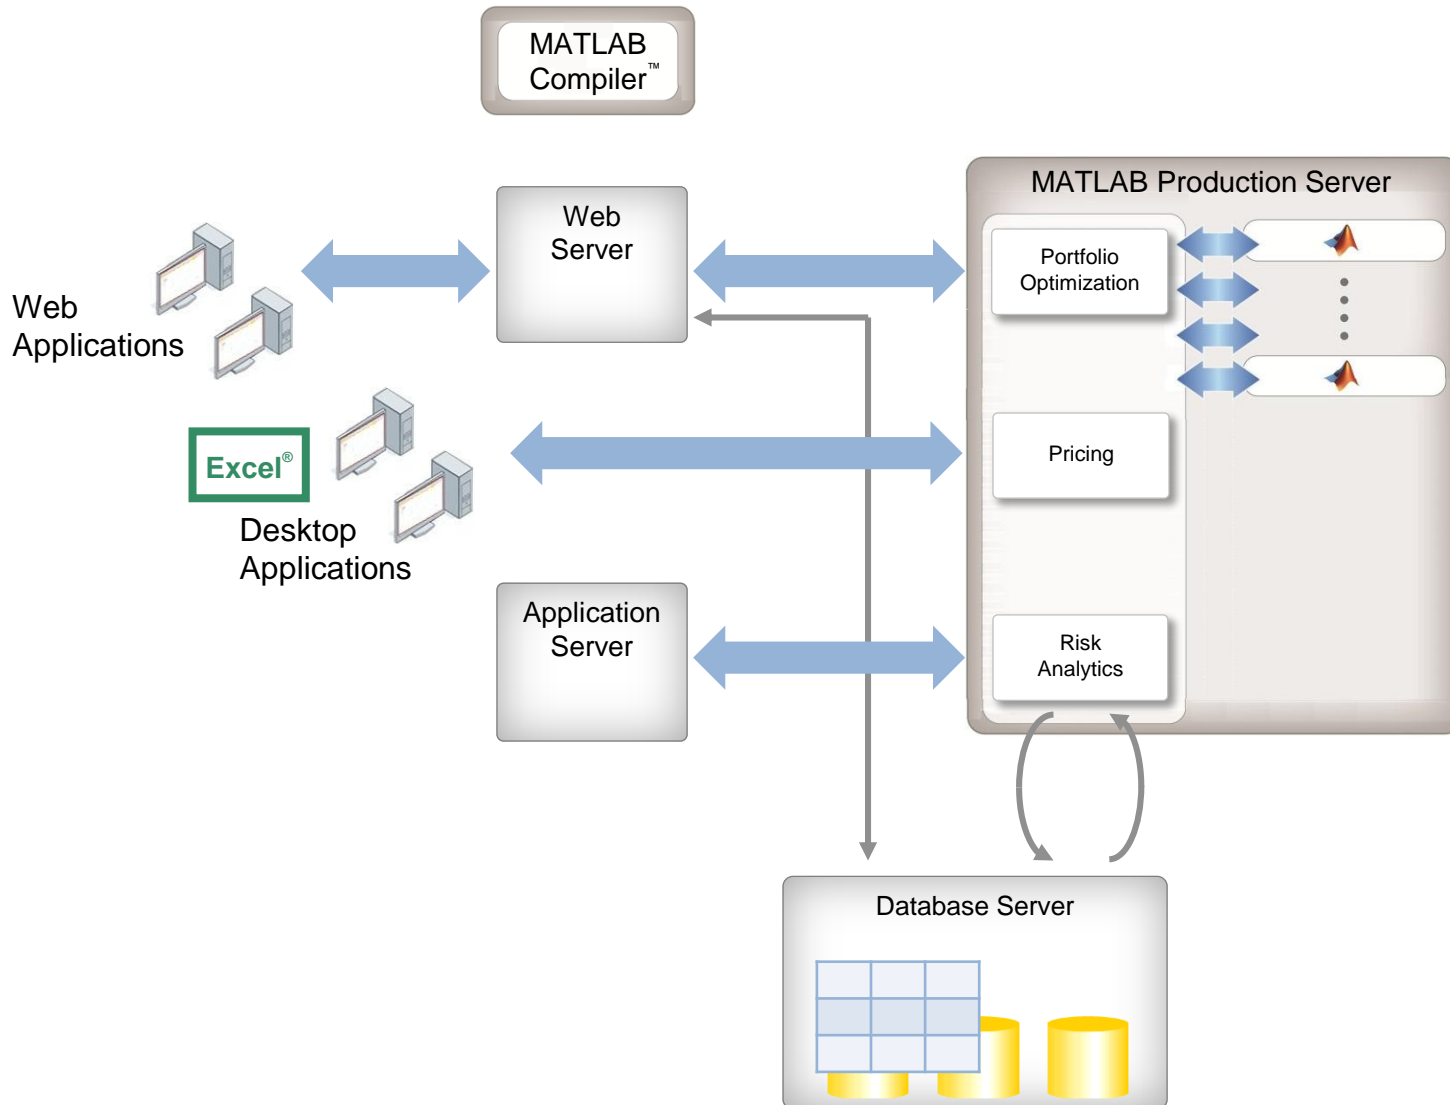 MATLAB
Compiler™
Web
Server
MATLAB Production Server
Portfolio
Optimization
Web
Applications
Excel®
Pricing
Desktop
Applications
Application
Server
Risk
Analytics
Database Server